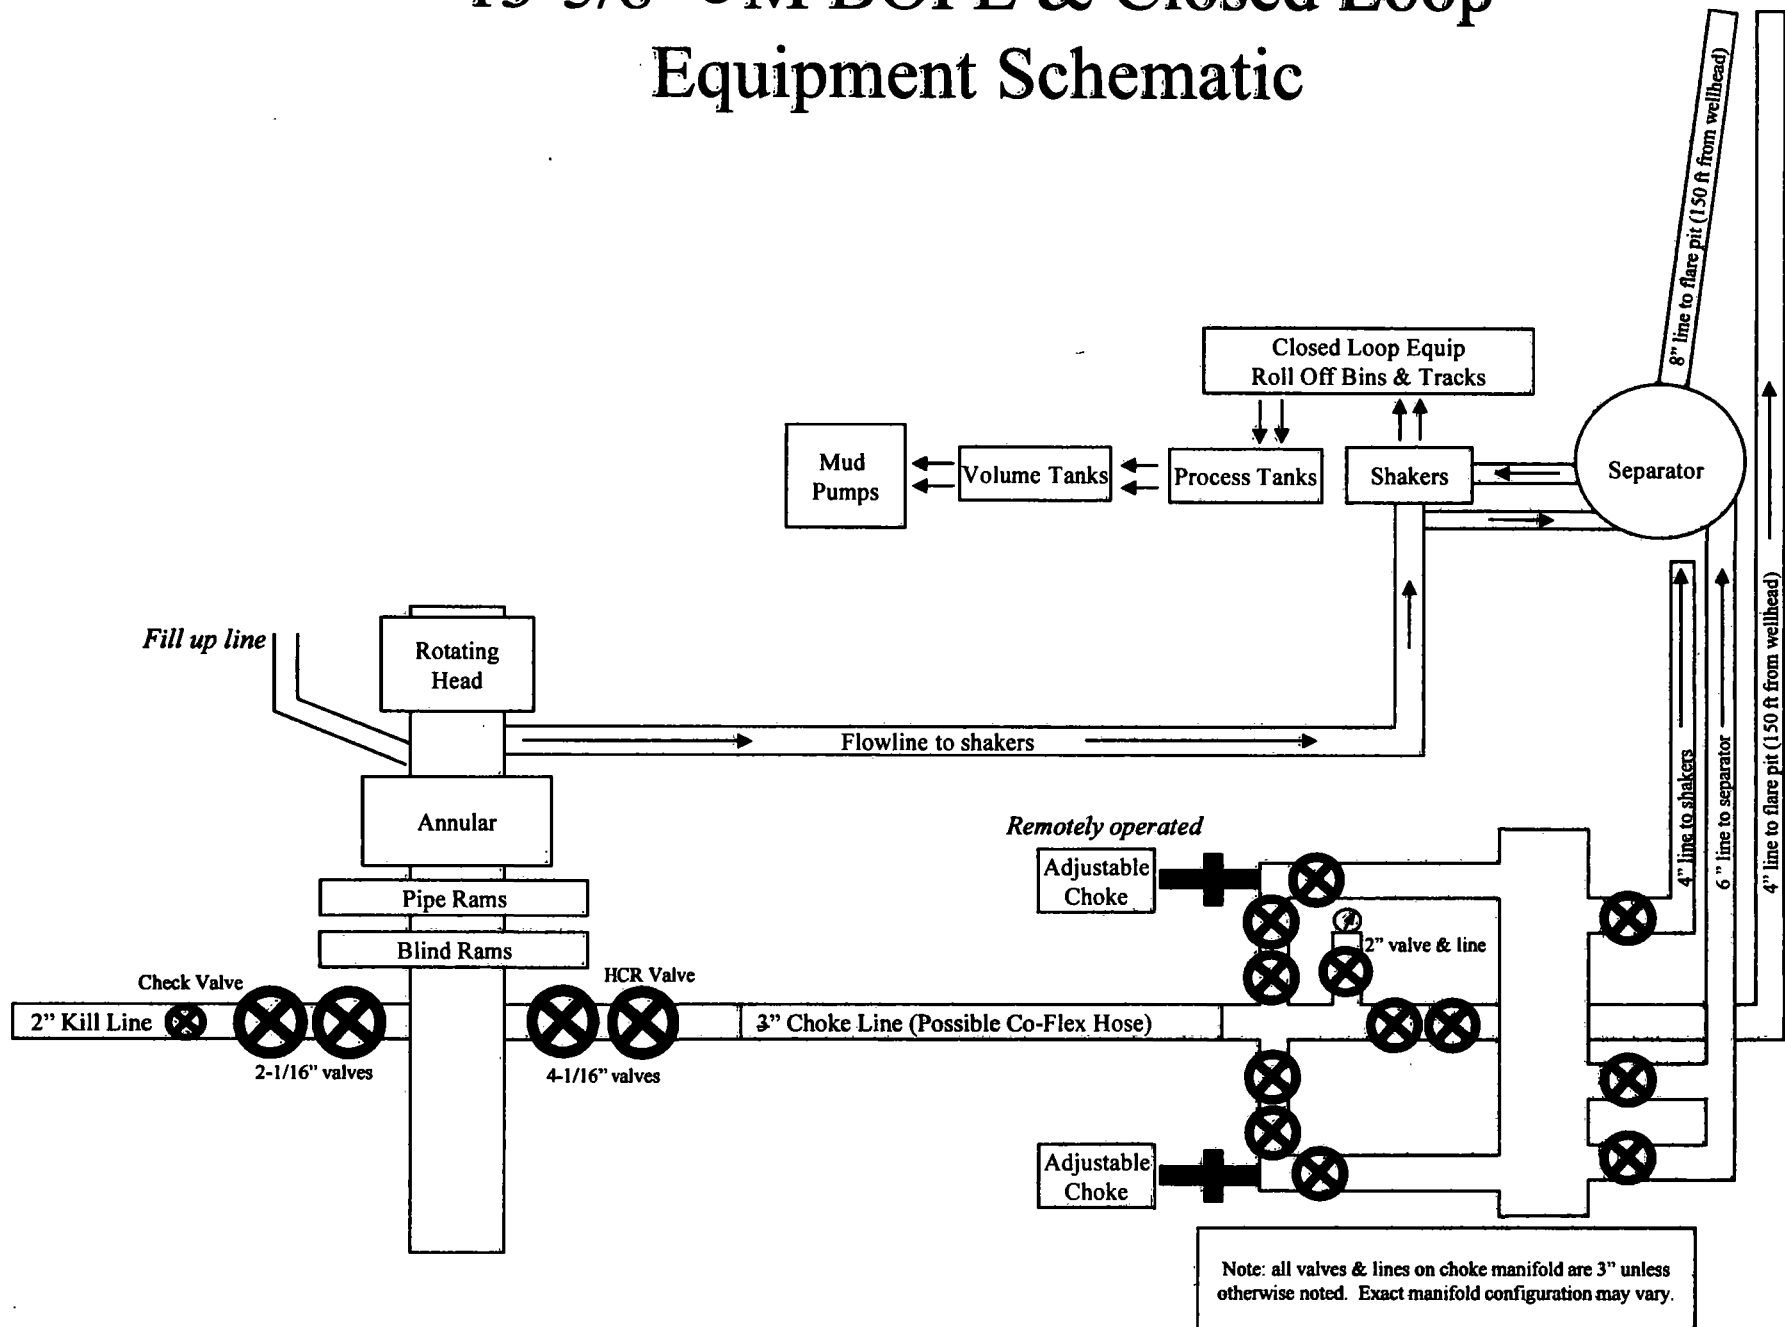 BOPE & Closed Loop
Equipment Schematic
8" line to flare pit (150 ft from wellhead)
Closed Loop Equip
Roll Off Bins & Tracks
Mud
Pumps
Volume Tanks
Process Tanks
Shakers
Separator
Fill up line
Rotating
Head
Flowline to shakers
Annular
Pipe Rams
Blind Rams
Remotely operated
Adjustable
Choke
2" valve & line
4" line to shakers
6 " line to separator
4" line to flare pit (150 ft from wellhead)
Check Valve
HCR Valve
2" Kill Line
3" Choke Line (Possible Co-Flex Hose)
2-1/16" valves
4-1/16" valves
Adjustable
Choke
Note: all valves & lines on choke manifold are 3" unless
otherwise noted. Exact manifold configuration may vary.